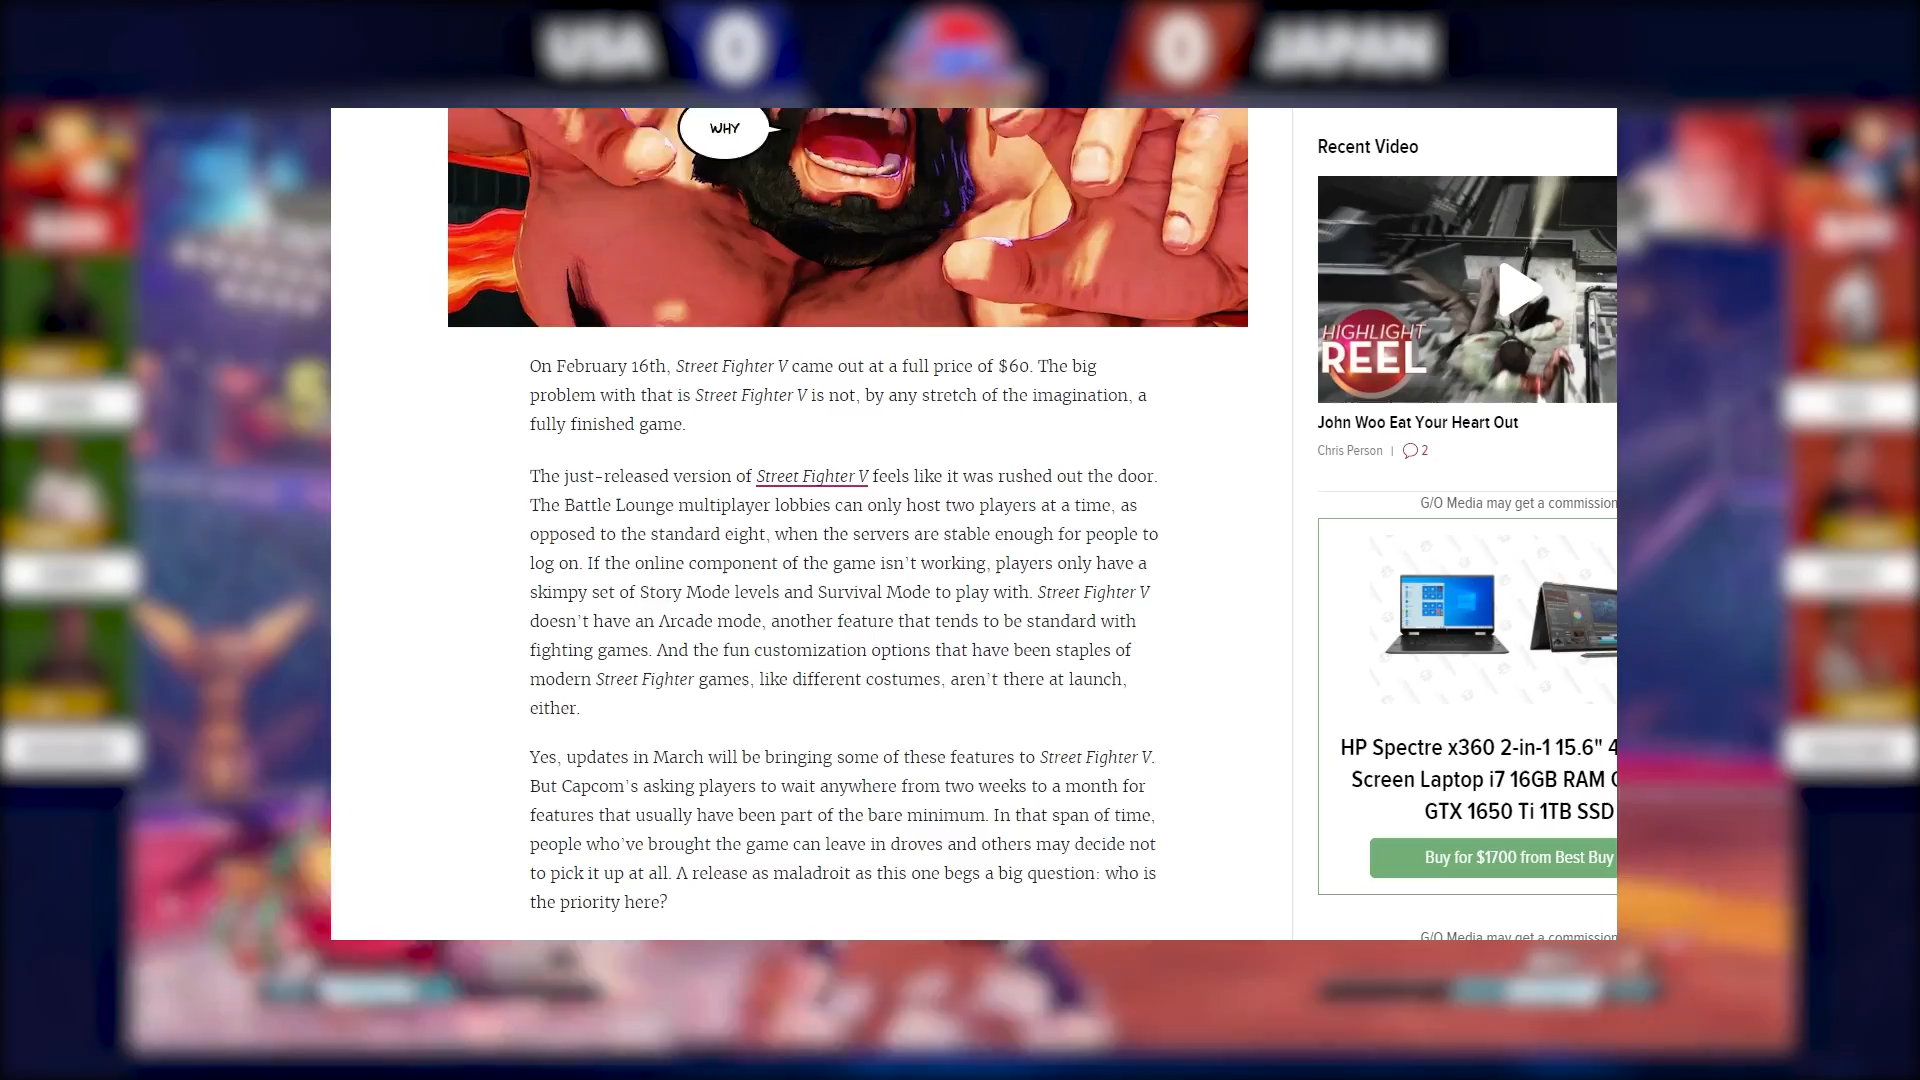 USA 0
0 JAPAN
WHY
On February 16th, Street Fighter V came out at a full price of $60. The big
problem with that is Street Fighter V is not, by any stretch of the imagination, a
fully finished game.
The just-released version of Street Fighter V feels like it was rushed out the door.
The Battle Lounge multiplayer lobbies can only host two players at a time, as
opposed to the standard eight, when the servers are stable enough for people to
log on. If the online component of the game isn't working, players only have a
skimpy set of Story Mode levels and Survival Mode to play with. Street Fighter V
doesn't have an Arcade mode, another feature that tends to be standard with
fighting games. And the fun customization options that have been staples of
modern Street Fighter games, like different costumes, aren't there at launch,
either.
Yes, updates in March will be bringing some of these features to Street Fighter V.
But Capcom's asking players to wait anywhere from two weeks to a month for
features that usually have been part of the bare minimum. In that span of time,
people who've brought the game can leave in droves and others may decide not
to pick it up at all. A release as maladroit as this one begs a big question: who is
the priority here?
Recent Video
HIGHLIGHT
REEL
John Woo Eat Your Heart Out
Chris Person | 2
G/O Media may get a commission
HP Spectre x360 2-in-1 15.6" 4
Screen Laptop i7 16GB RAM
GTX 1650 Ti 1TB SSD
Buy for $1700 from Best Buy
G/O Media may get a commission